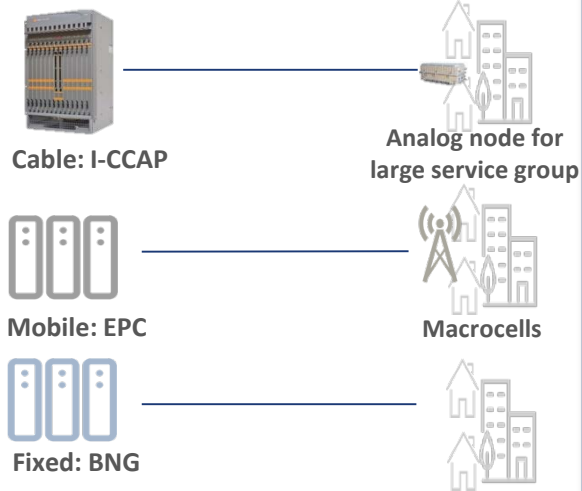 Cable: I-CCAP
Analog node for
large service group
Mobile: EPC
Macrocells
Fixed: BNG